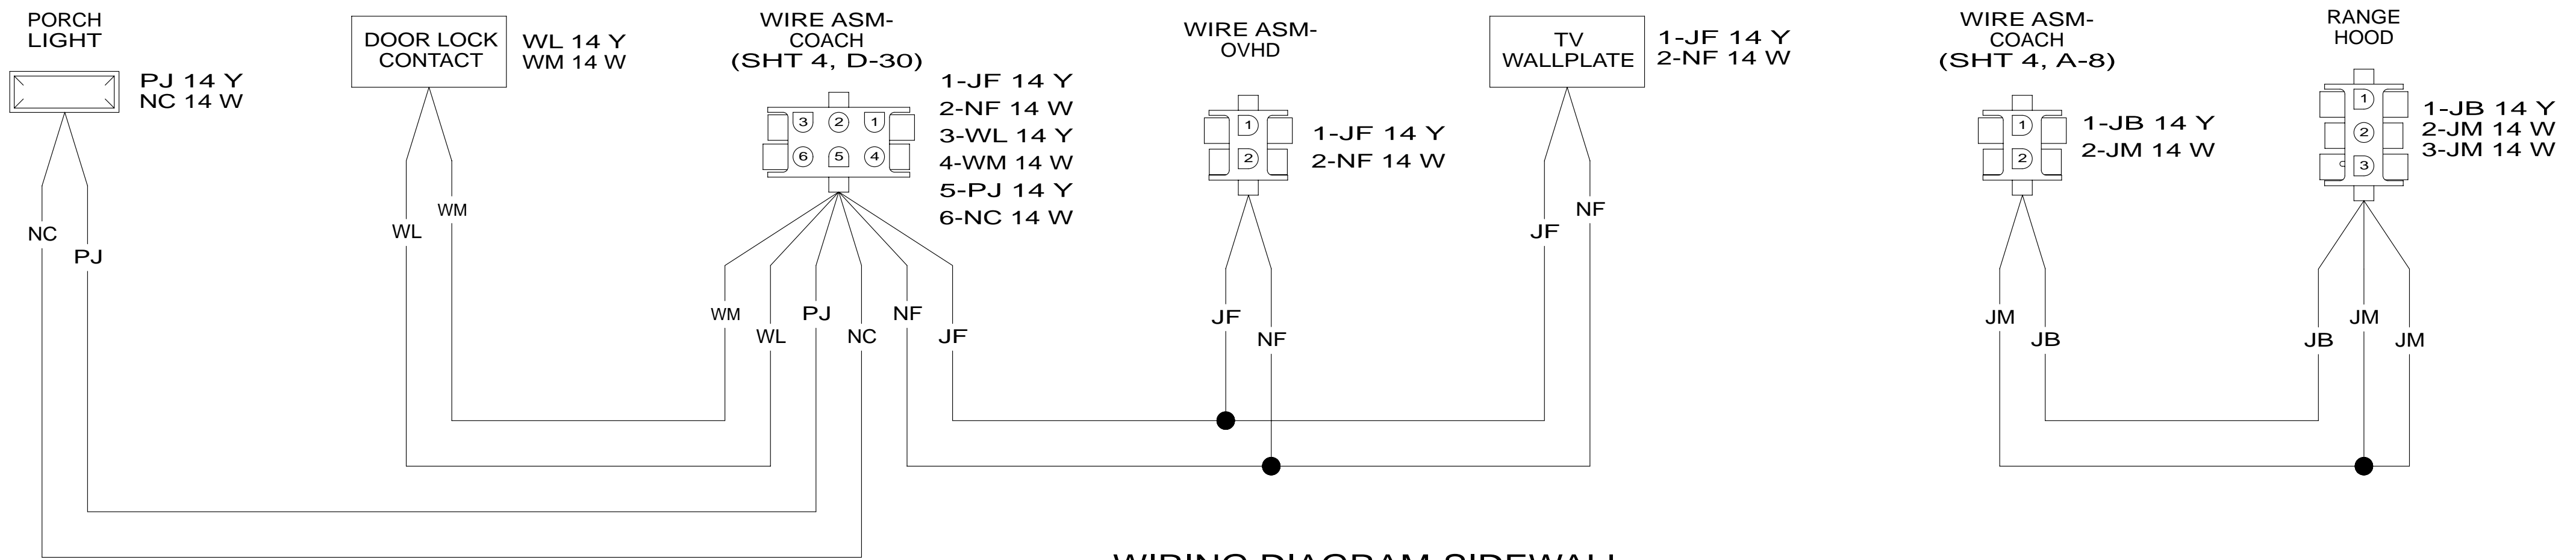 PORCH
LIGHT
PJ 14 Y
NC 14 W
NC
PJ
DOOR LOCK
CONTACT
WL 14 Y
WM 14 W
WL
WM
WIRE ASM-
COACH
(SHT 4, D-30)
3 2 1
6 5 4
1-JF 14 Y
2-NF 14 W
3-WL 14 Y
4-WM 14 W
5-PJ 14 Y
6-NC 14 W
WM
WL
PJ
NC
NF
JF
WIRE ASM-
OVHD
1
2
1-JF 14 Y
2-NF 14 W
JF
NF
TV
WALLPLATE
1-JF 14 Y
2-NF 14 W
JF
NF
WIRE ASM-
COACH
(SHT 4, A-8)
1
2
1-JB 14 Y
2-JM 14 W
JM
JB
RANGE
HOOD
1
2
3
1-JB 14 Y
2-JM 14 W
3-JM 14 W
JB
JM
JM
WIRING DIAGRAM-SIDEWALL